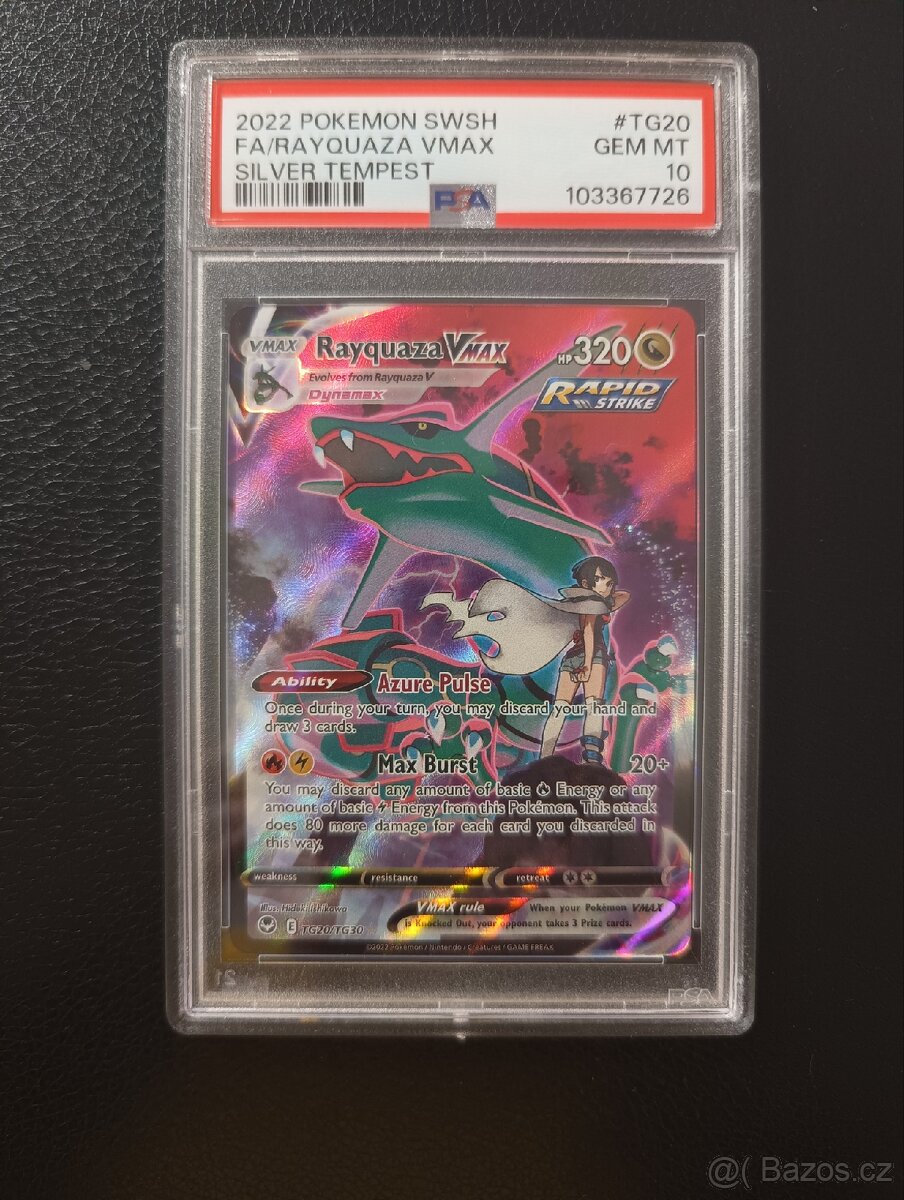 2022 POKEMON SWSH #TG20
FA/RAYQUAZA VMAX GEM MT
SILVER TEMPEST 10
PSA 103367726
VMAX Rayquaza VMAX HP 320
Evolves from Rayquaza V
Dynamax
RAPID STRIKE
Ability Azure Pulse
Once during your turn, you may discard your hand and
draw 3 cards.
Max Burst 20+
You may discard any amount of basic Energy or any
amount of basic Energy from this Pokémon. This attack
does 80 more damage for each card you discarded in
this way.
weakness resistance retreat
Illus. Hideki Ishikawa
VMAX rule When your Pokémon VMAX
is Knocked Out, your opponent takes 3 Prize cards.
E TG20/TG30
©2022 Pokémon / Nintendo / Creatures / GAME FREAK
PSA
@( Bazos.cz